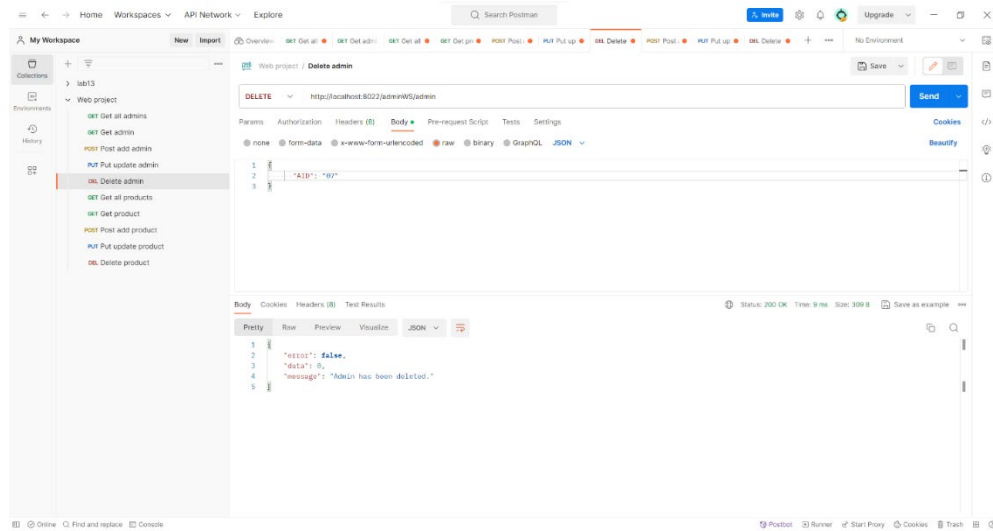 Home Workspaces API Network Explore Search Postman Invite Upgrade
My Workspace New Import Overview GET Get all GET Get admi GET Get all GET Get pro POST Post PUT Put up DEL Delete POST Post PUT Put up DEL Delete No Environment
Collections
Environments
History
lab13
Web project
GET Get all admins
GET Get admin
POST Post add admin
PUT Put update admin
DEL Delete admin
GET Get all products
GET Get product
POST Post add product
PUT Put update product
DEL Delete product
Web project / Delete admin Save
DELETE http://localhost:8022/adminWS/admin Send
Params Authorization Headers (8) Body Pre-request Script Tests Settings Cookies
none form-data x-www-form-urlencoded raw binary GraphQL JSON Beautify
1 {
2 "AID": "07"
3 }
Body Cookies Headers (8) Test Results Status: 200 OK Time: 9 ms Size: 309 B Save as example
Pretty Raw Preview Visualize JSON
1 {
2 "error": false,
3 "data": 0,
4 "message": "Admin has been deleted."
5 }
Online Find and replace Console Postbot Runner Start Proxy Cookies Trash